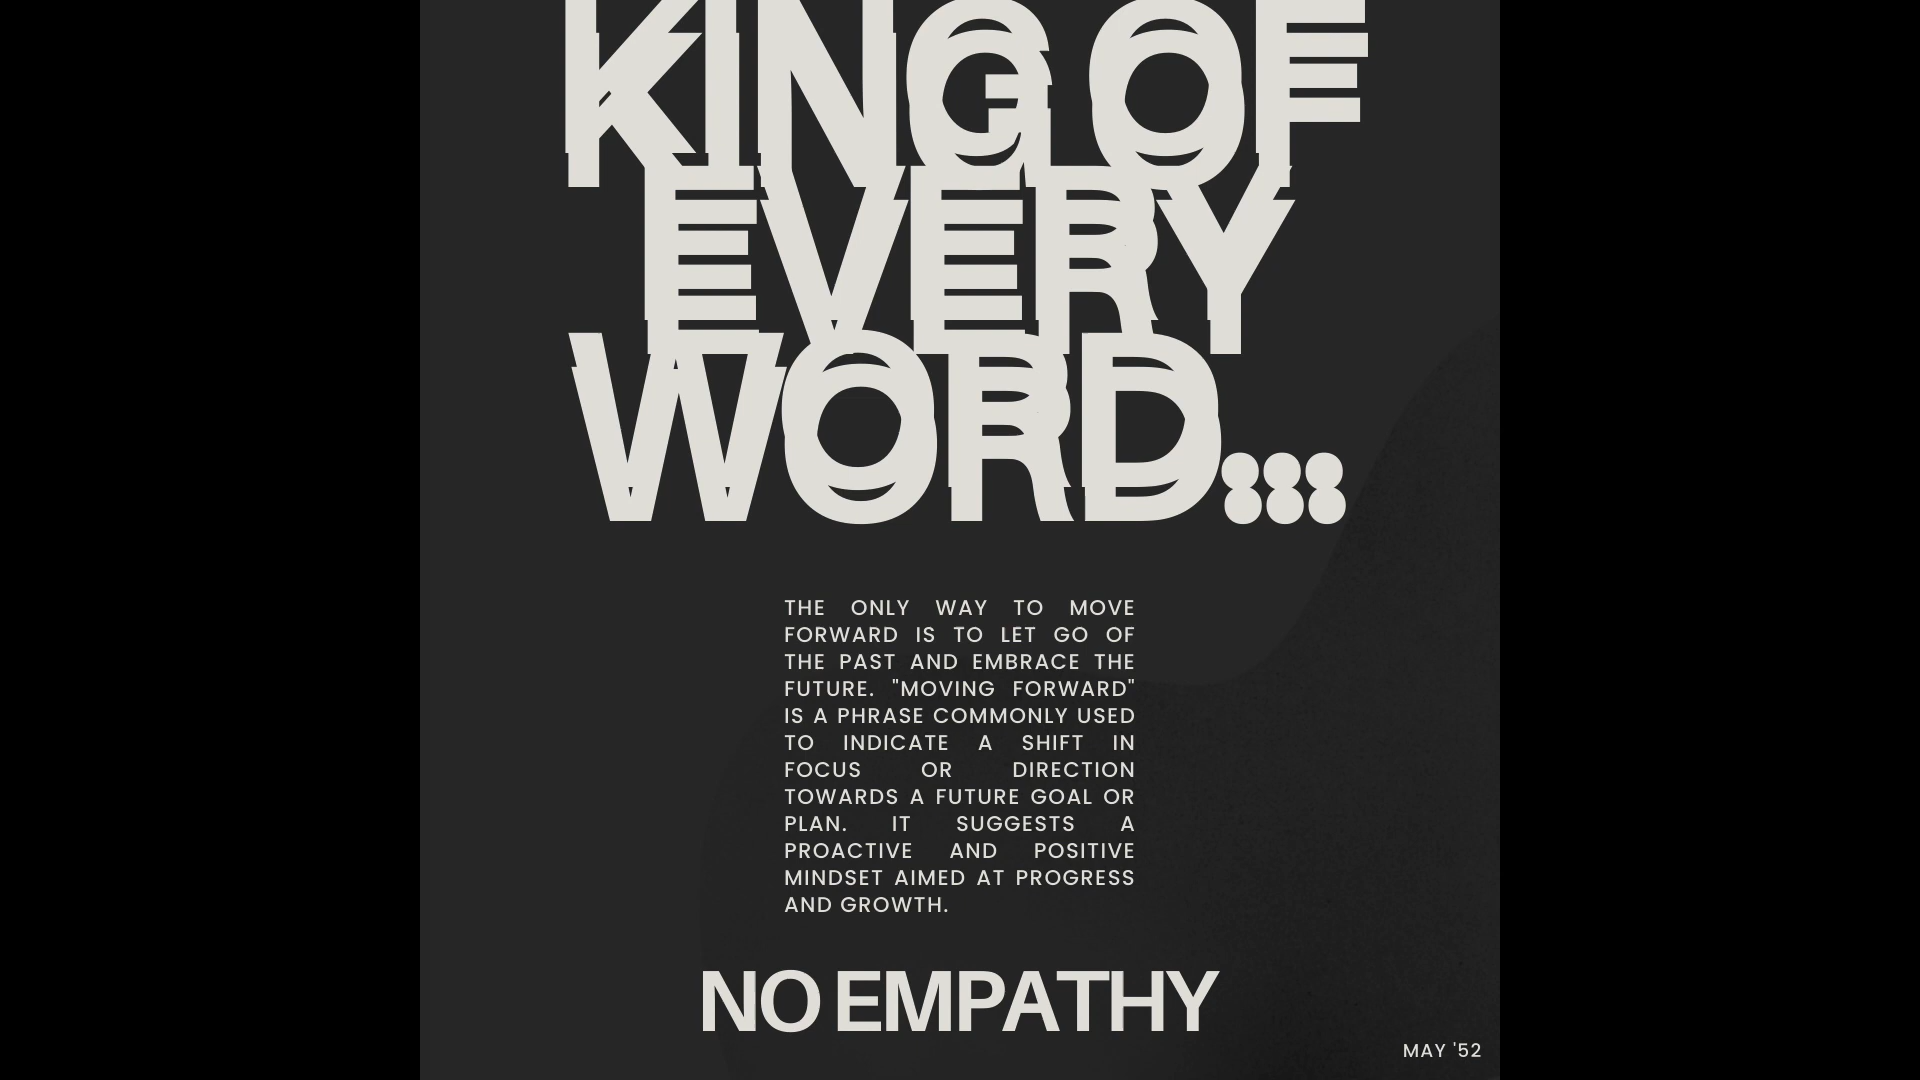 KING OF
EVERY
WORD...
THE ONLY WAY TO MOVE
FORWARD IS TO LET GO OF
THE PAST AND EMBRACE THE
FUTURE. "MOVING FORWARD"
IS A PHRASE COMMONLY USED
TO INDICATE A SHIFT IN
FOCUS OR DIRECTION
TOWARDS A FUTURE GOAL OR
PLAN. IT SUGGESTS A
PROACTIVE AND POSITIVE
MINDSET AIMED AT PROGRESS
AND GROWTH.
NO EMPATHY
MAY '52